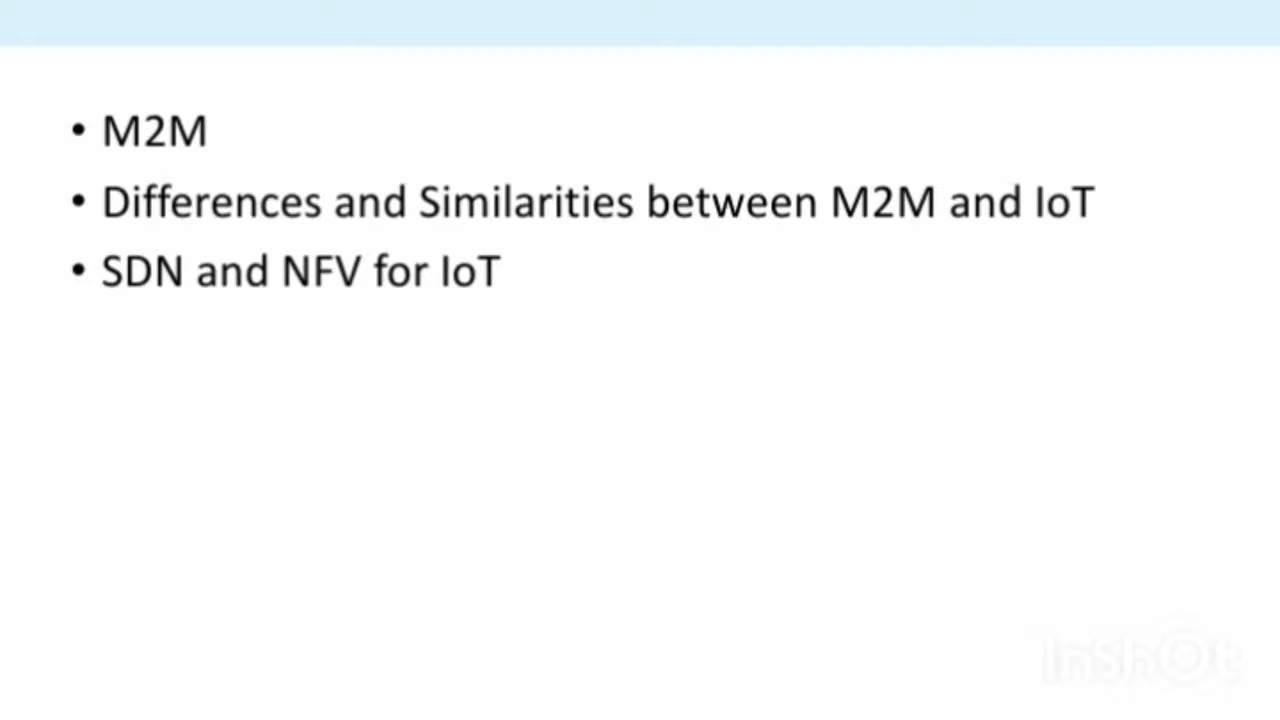 • M2M
• Differences and Similarities between M2M and IoT
• SDN and NFV for IoT
InShOt